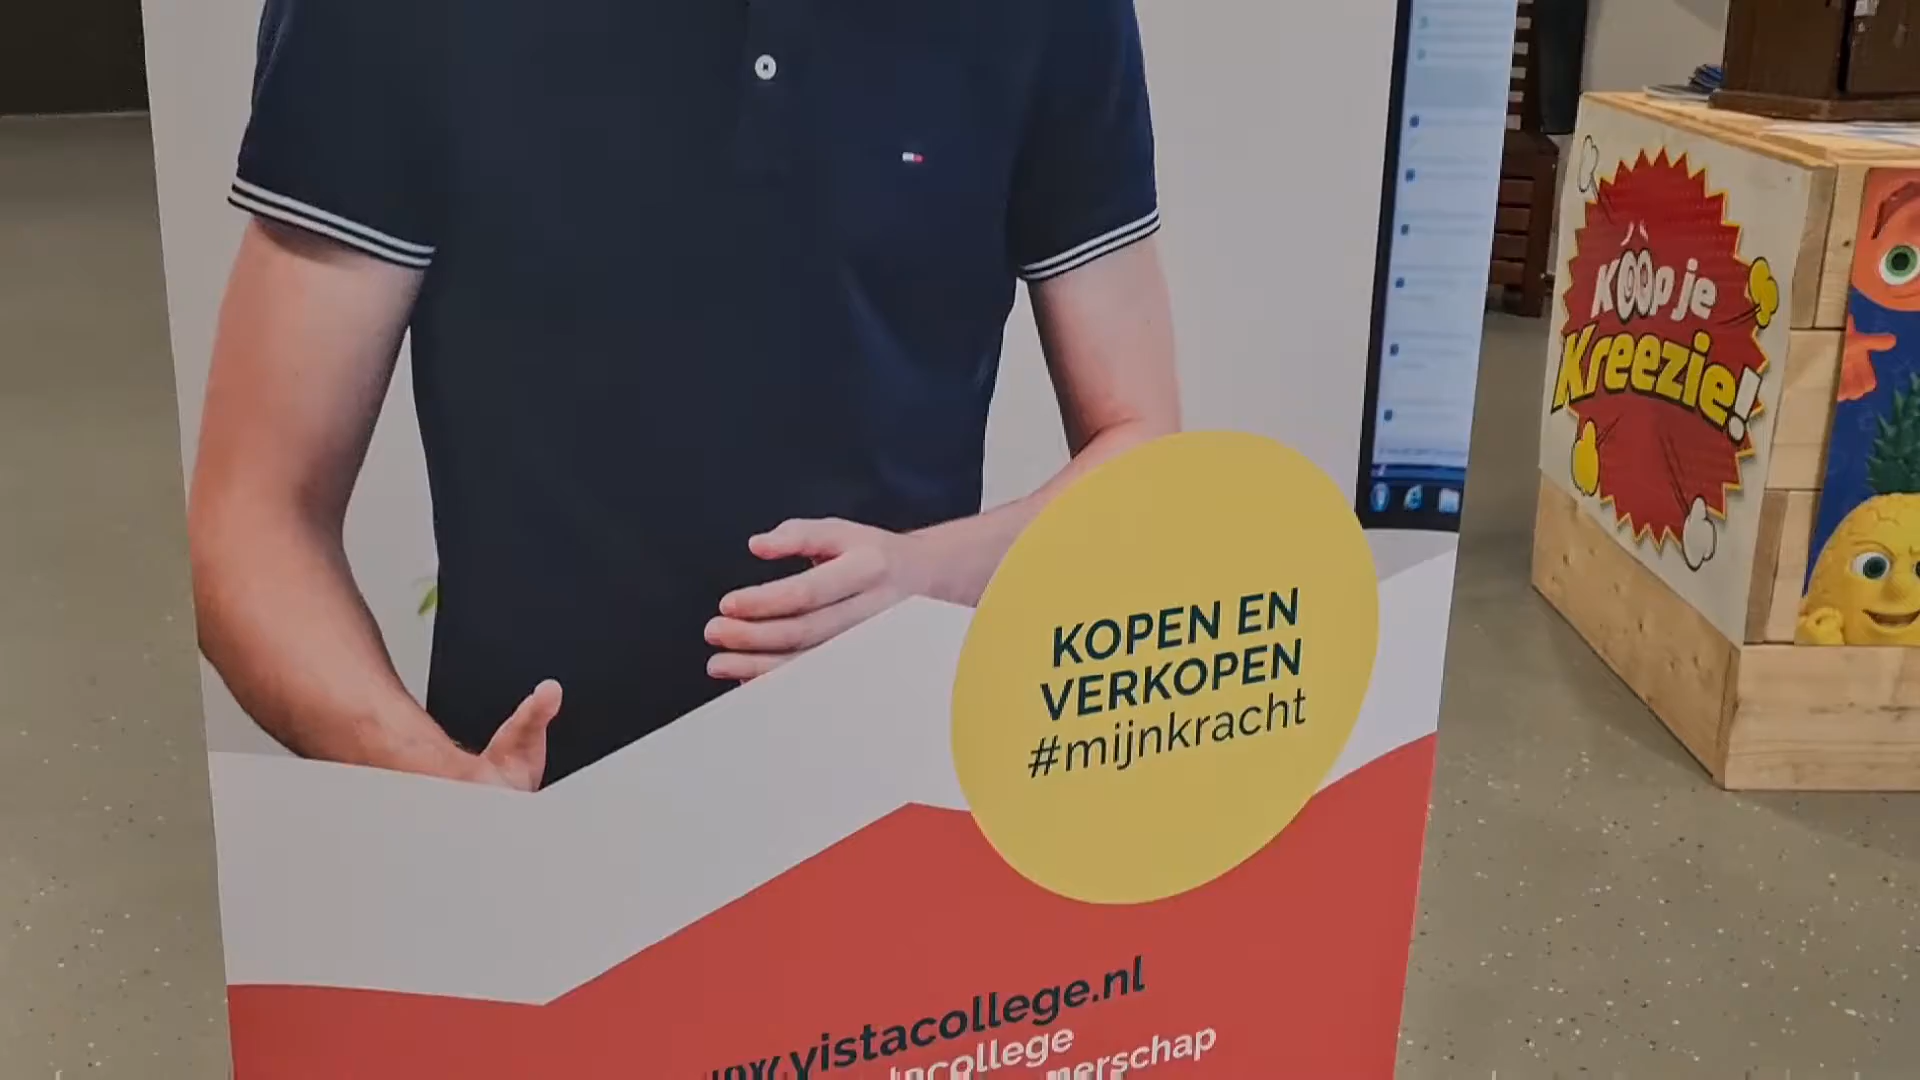 KOOp je
Kreezie!
KOPEN EN
VERKOPEN
#mijnkracht
vistacollege.nl